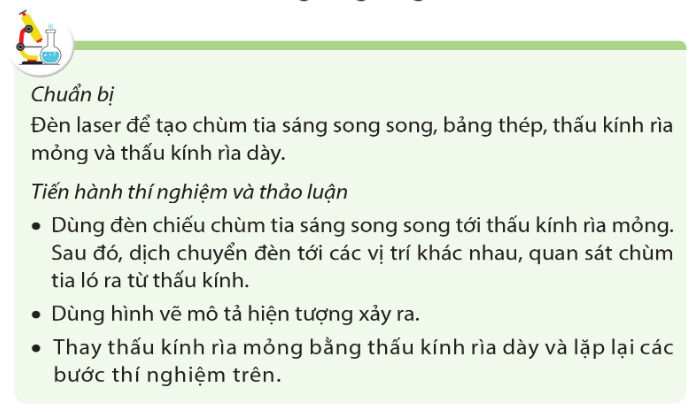 Chuẩn bị
Đèn laser để tạo chùm tia sáng song song, bảng thép, thấu kính rìa
mỏng và thấu kính rìa dày.
Tiến hành thí nghiệm và thảo luận
• Dùng đèn chiếu chùm tia sáng song song tới thấu kính rìa mỏng.
Sau đó, dịch chuyển đèn tới các vị trí khác nhau, quan sát chùm
tia ló ra từ thấu kính.
• Dùng hình vẽ mô tả hiện tượng xảy ra.
• Thay thấu kính rìa mỏng bằng thấu kính rìa dày và lặp lại các
bước thí nghiệm trên.